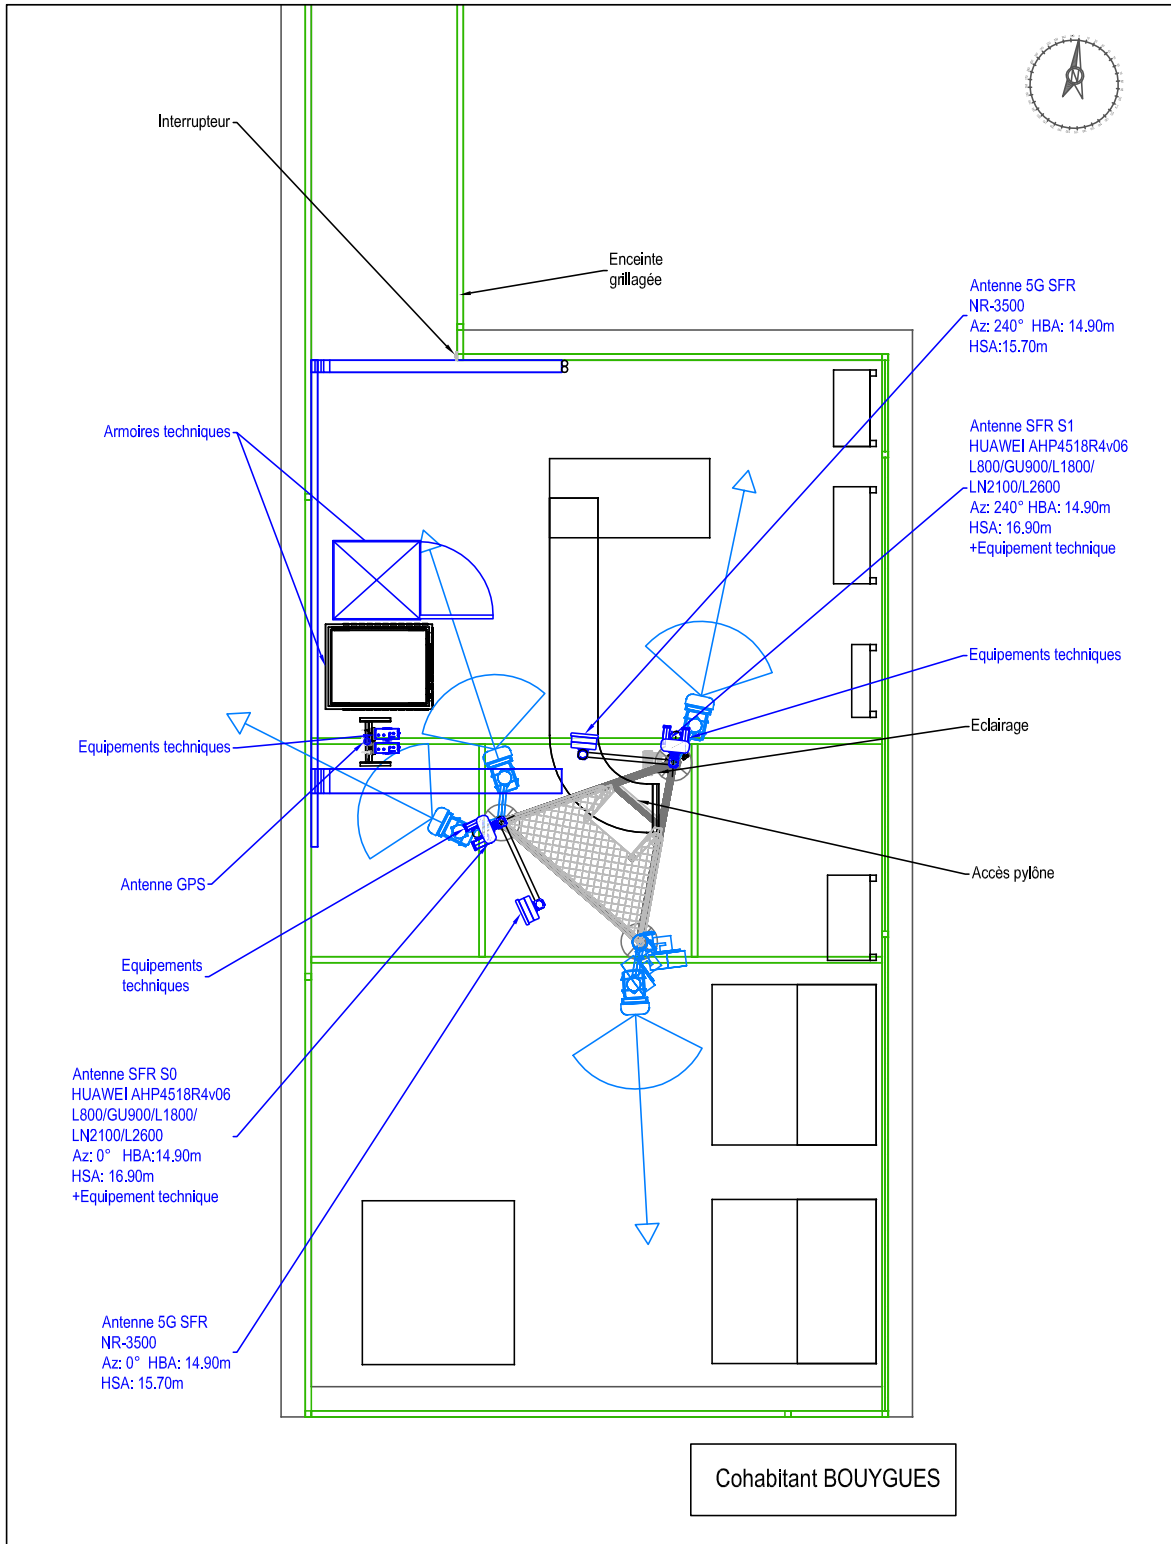 Interrupteur
Enceinte
grillagée
N
Antenne 5G SFR
NR-3500
Az: 240° HBA: 14.90m
HSA:15.70m
Armoires techniques
Antenne SFR S1
HUAWEI AHP4518R4v06
L800/GU900/L1800/
LN2100/L2600
Az: 240° HBA: 14.90m
HSA: 16.90m
+Equipement technique
Equipements techniques
Eclairage
Equipements techniques
Accès pylône
Antenne GPS
Equipements
techniques
Antenne SFR S0
HUAWEI AHP4518R4v06
L800/GU900/L1800/
LN2100/L2600
Az: 0° HBA:14.90m
HSA: 16.90m
+Equipement technique
Antenne 5G SFR
NR-3500
Az: 0° HBA: 14.90m
HSA: 15.70m
Cohabitant BOUYGUES